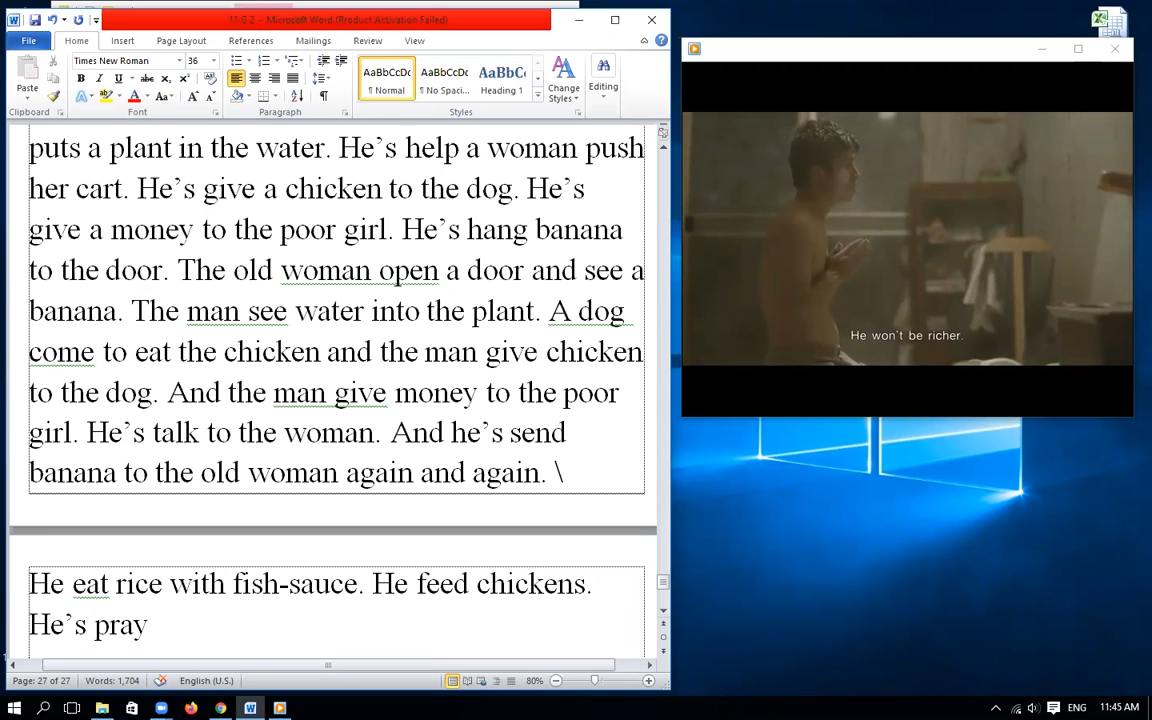 11-G-2 - Microsoft Word (Product Activation Failed)
File Home Insert Page Layout References Mailings Review View
Times New Roman 36
Paste
AaBbCcDc AaBbCcDc AaBbC
¶ Normal ¶ No Spaci... Heading 1
Change Styles
Editing
Clipboard Font Paragraph Styles
puts a plant in the water. He’s help a woman push
her cart. He’s give a chicken to the dog. He’s
give a money to the poor girl. He’s hang banana
to the door. The old woman open a door and see a
banana. The man see water into the plant. A dog
come to eat the chicken and the man give chicken
to the dog. And the man give money to the poor
girl. He’s talk to the woman. And he’s send
banana to the old woman again and again. \
He eat rice with fish-sauce. He feed chickens.
He’s pray
He won't be richer.
Page: 27 of 27 Words: 1,704 English (U.S.) 80%
ENG 11:45 AM